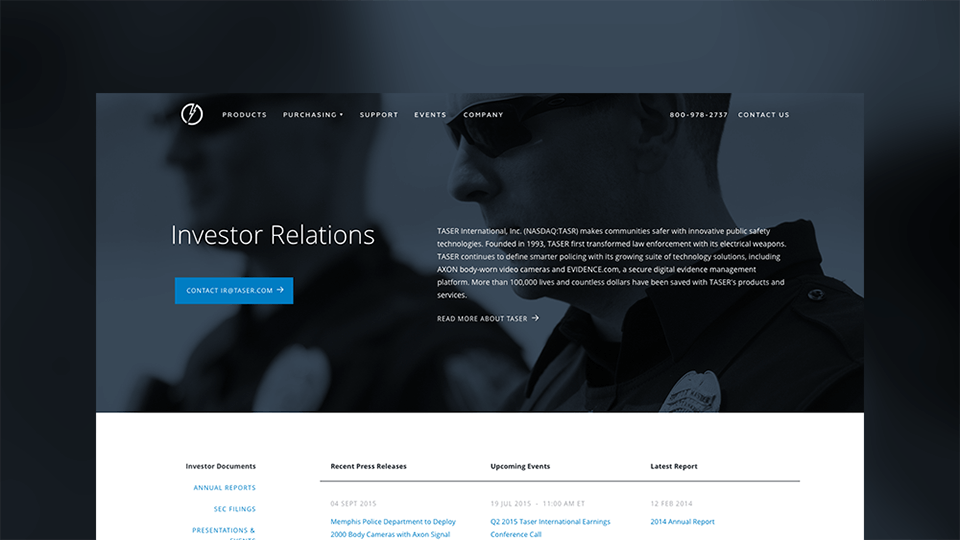 PRODUCTS PURCHASING SUPPORT EVENTS COMPANY 800-978-2737 CONTACT US
Investor Relations
CONTACT IR@TASER.COM
TASER International, Inc. (NASDAQ:TASR) makes communities safer with innovative public safety
technologies. Founded in 1993, TASER first transformed law enforcement with its electrical weapons.
TASER continues to define smarter policing with its growing suite of technology solutions, including
AXON body-worn video cameras and EVIDENCE.com, a secure digital evidence management
platform. More than 100,000 lives and countless dollars have been saved with TASER's products and
services.
READ MORE ABOUT TASER
Investor Documents
ANNUAL REPORTS
SEC FILINGS
PRESENTATIONS &
EVENTS
Recent Press Releases
04 SEPT 2015
Memphis Police Department to Deploy
2000 Body Cameras with Axon Signal
Upcoming Events
19 JUL 2015 - 11:00 AM ET
Q2 2015 Taser International Earnings
Conference Call
Latest Report
12 FEB 2014
2014 Annual Report